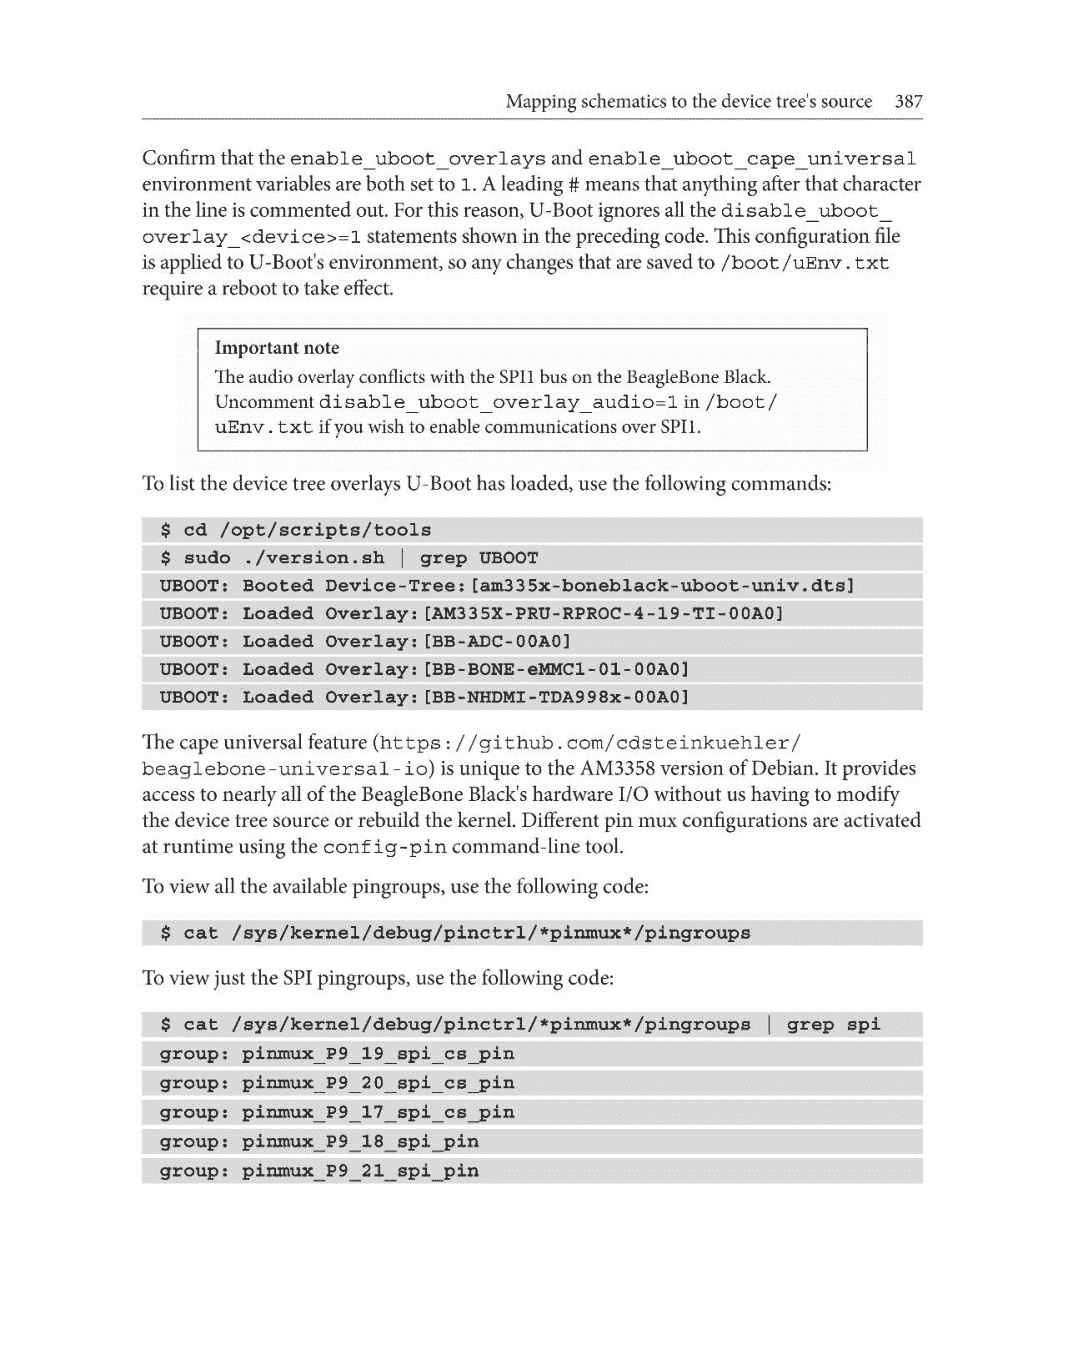 Mapping schematics to the device tree's source 387
Confirm that the enable_uboot_overlays and enable_uboot_cape_universal
environment variables are both set to 1. A leading # means that anything after that character
in the line is commented out. For this reason, U-Boot ignores all the disable_uboot_
overlay_<device>=1 statements shown in the preceding code. This configuration file
is applied to U-Boot's environment, so any changes that are saved to /boot/uEnv.txt
require a reboot to take effect.
Important note
The audio overlay conflicts with the SPI1 bus on the BeagleBone Black.
Uncomment disable_uboot_overlay_audio=1 in /boot/
uEnv.txt if you wish to enable communications over SPI1.
To list the device tree overlays U-Boot has loaded, use the following commands:
$ cd /opt/scripts/tools
$ sudo ./version.sh | grep UBOOT
UBOOT: Booted Device-Tree:[am335x-boneblack-uboot-univ.dts]
UBOOT: Loaded Overlay:[AM335X-PRU-RPROC-4-19-TI-00A0]
UBOOT: Loaded Overlay:[BB-ADC-00A0]
UBOOT: Loaded Overlay:[BB-BONE-eMMC1-01-00A0]
UBOOT: Loaded Overlay:[BB-NHDMI-TDA998x-00A0]
The cape universal feature (https://github.com/cdsteinkuehler/
beaglebone-universal-io) is unique to the AM3358 version of Debian. It provides
access to nearly all of the BeagleBone Black's hardware I/O without us having to modify
the device tree source or rebuild the kernel. Different pin mux configurations are activated
at runtime using the config-pin command-line tool.
To view all the available pingroups, use the following code:
$ cat /sys/kernel/debug/pinctrl/*pinmux*/pingroups
To view just the SPI pingroups, use the following code:
$ cat /sys/kernel/debug/pinctrl/*pinmux*/pingroups | grep spi
group: pinmux_P9_19_spi_cs_pin
group: pinmux_P9_20_spi_cs_pin
group: pinmux_P9_17_spi_cs_pin
group: pinmux_P9_18_spi_pin
group: pinmux_P9_21_spi_pin